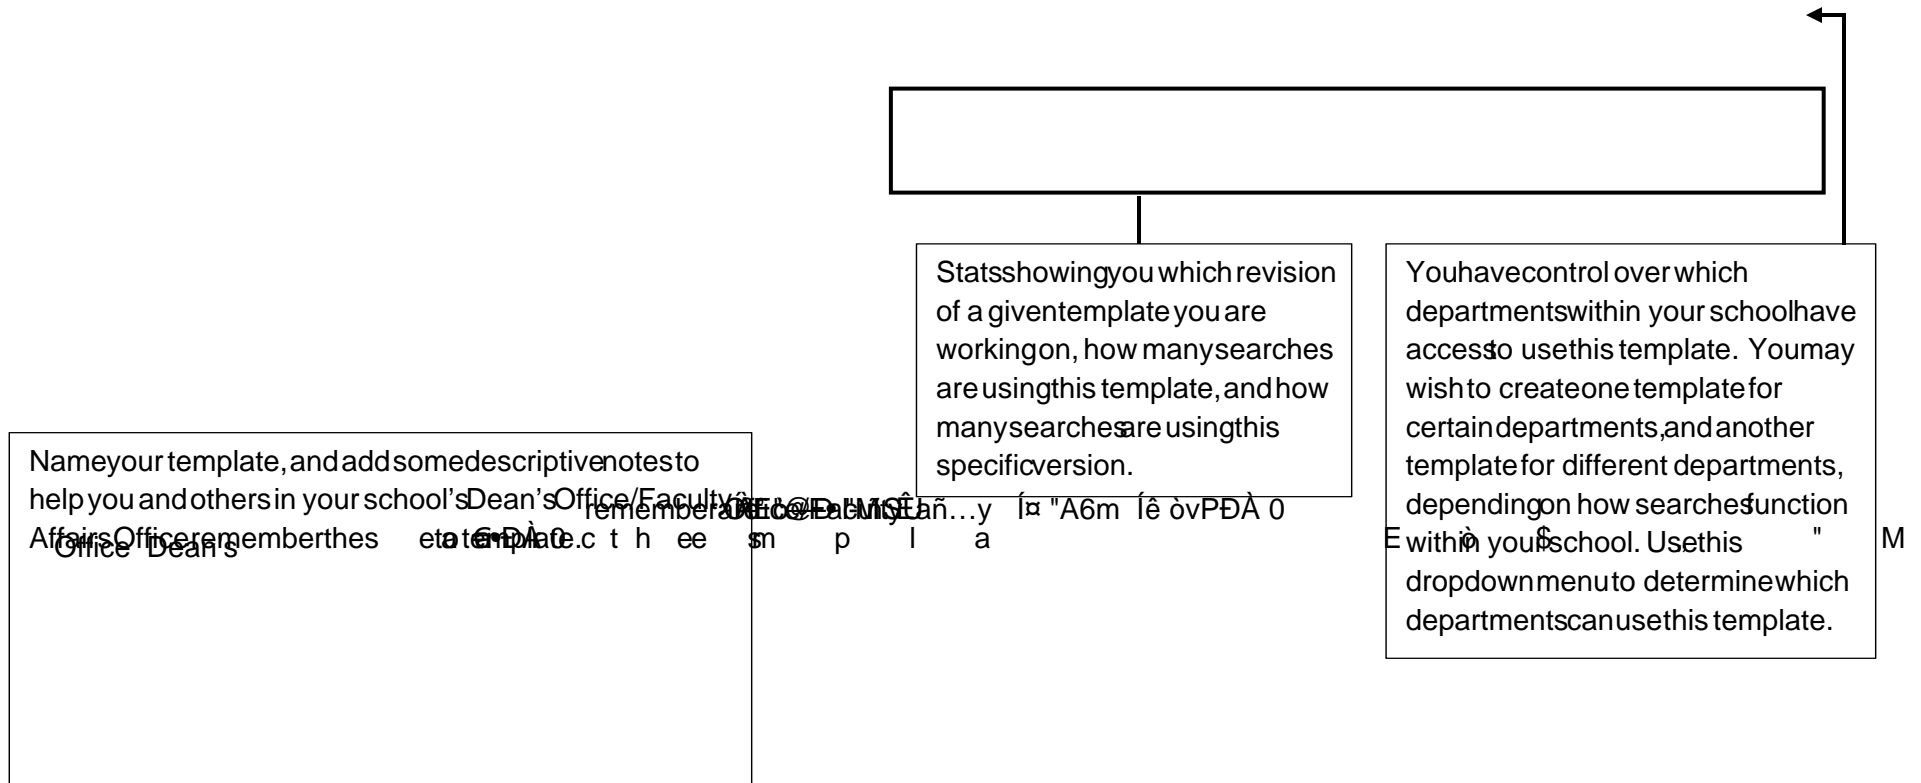 Stats showing you which revision
of a given template you are
working on, how many searches
are using this template, and how
many searches are using this
specific version.
You have control over which
departments within your school have
access to use this template. You may
wish to create one template for
certain departments, and another
template for different departments,
depending on how searches function
within your school. Use this
dropdown menu to determine which
departments can use this template.
Name your template, and add some descriptive notes to
help you and others in your school's Dean's Office/Faculty
Affairs Office remember the
Office Dean's